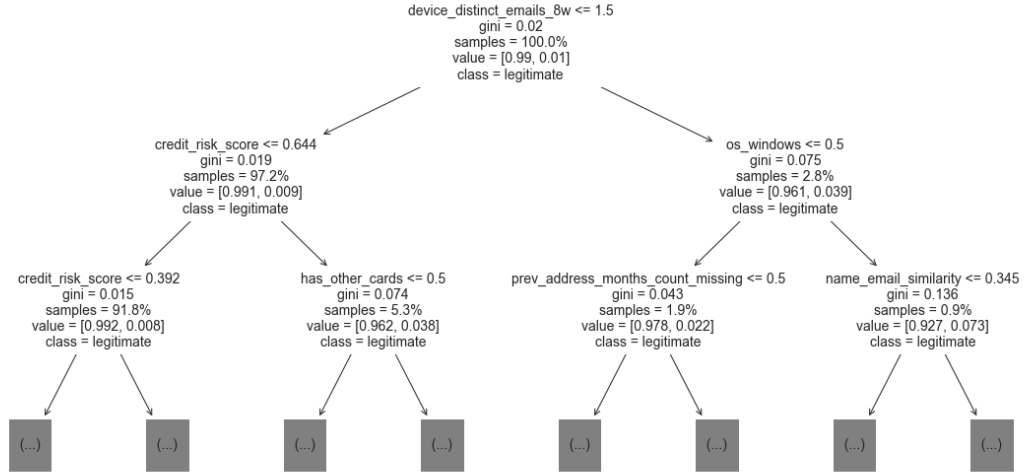 device_distinct_emails_8w <= 1.5
gini = 0.02
samples = 100.0%
value = [0.99, 0.01]
class = legitimate
credit_risk_score <= 0.644
gini = 0.019
samples = 97.2%
value = [0.991, 0.009]
class = legitimate
os_windows <= 0.5
gini = 0.075
samples = 2.8%
value = [0.961, 0.039]
class = legitimate
credit_risk_score <= 0.392
gini = 0.015
samples = 91.8%
value = [0.992, 0.008]
class = legitimate
has_other_cards <= 0.5
gini = 0.074
samples = 5.3%
value = [0.962, 0.038]
class = legitimate
prev_address_months_count_missing <= 0.5
gini = 0.043
samples = 1.9%
value = [0.978, 0.022]
class = legitimate
name_email_similarity <= 0.345
gini = 0.136
samples = 0.9%
value = [0.927, 0.073]
class = legitimate
(...)
(...)
(...)
(...)
(...)
(...)
(...)
(...)